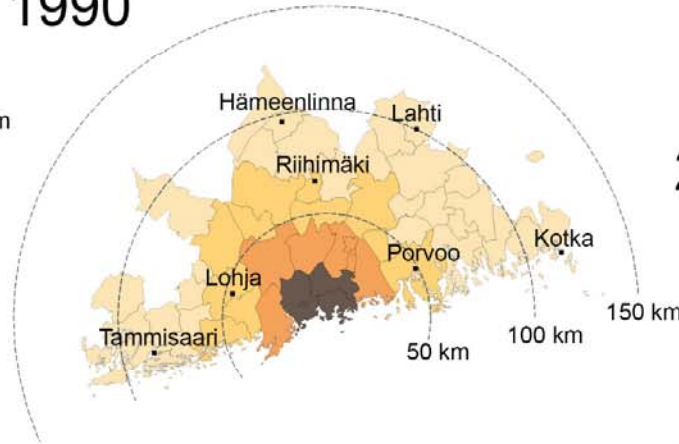 1990
Hämeenlinna
Lahti
Riihimäki
Porvoo
Kotka
Lohja
Tammisaari
50 km
100 km
150 km